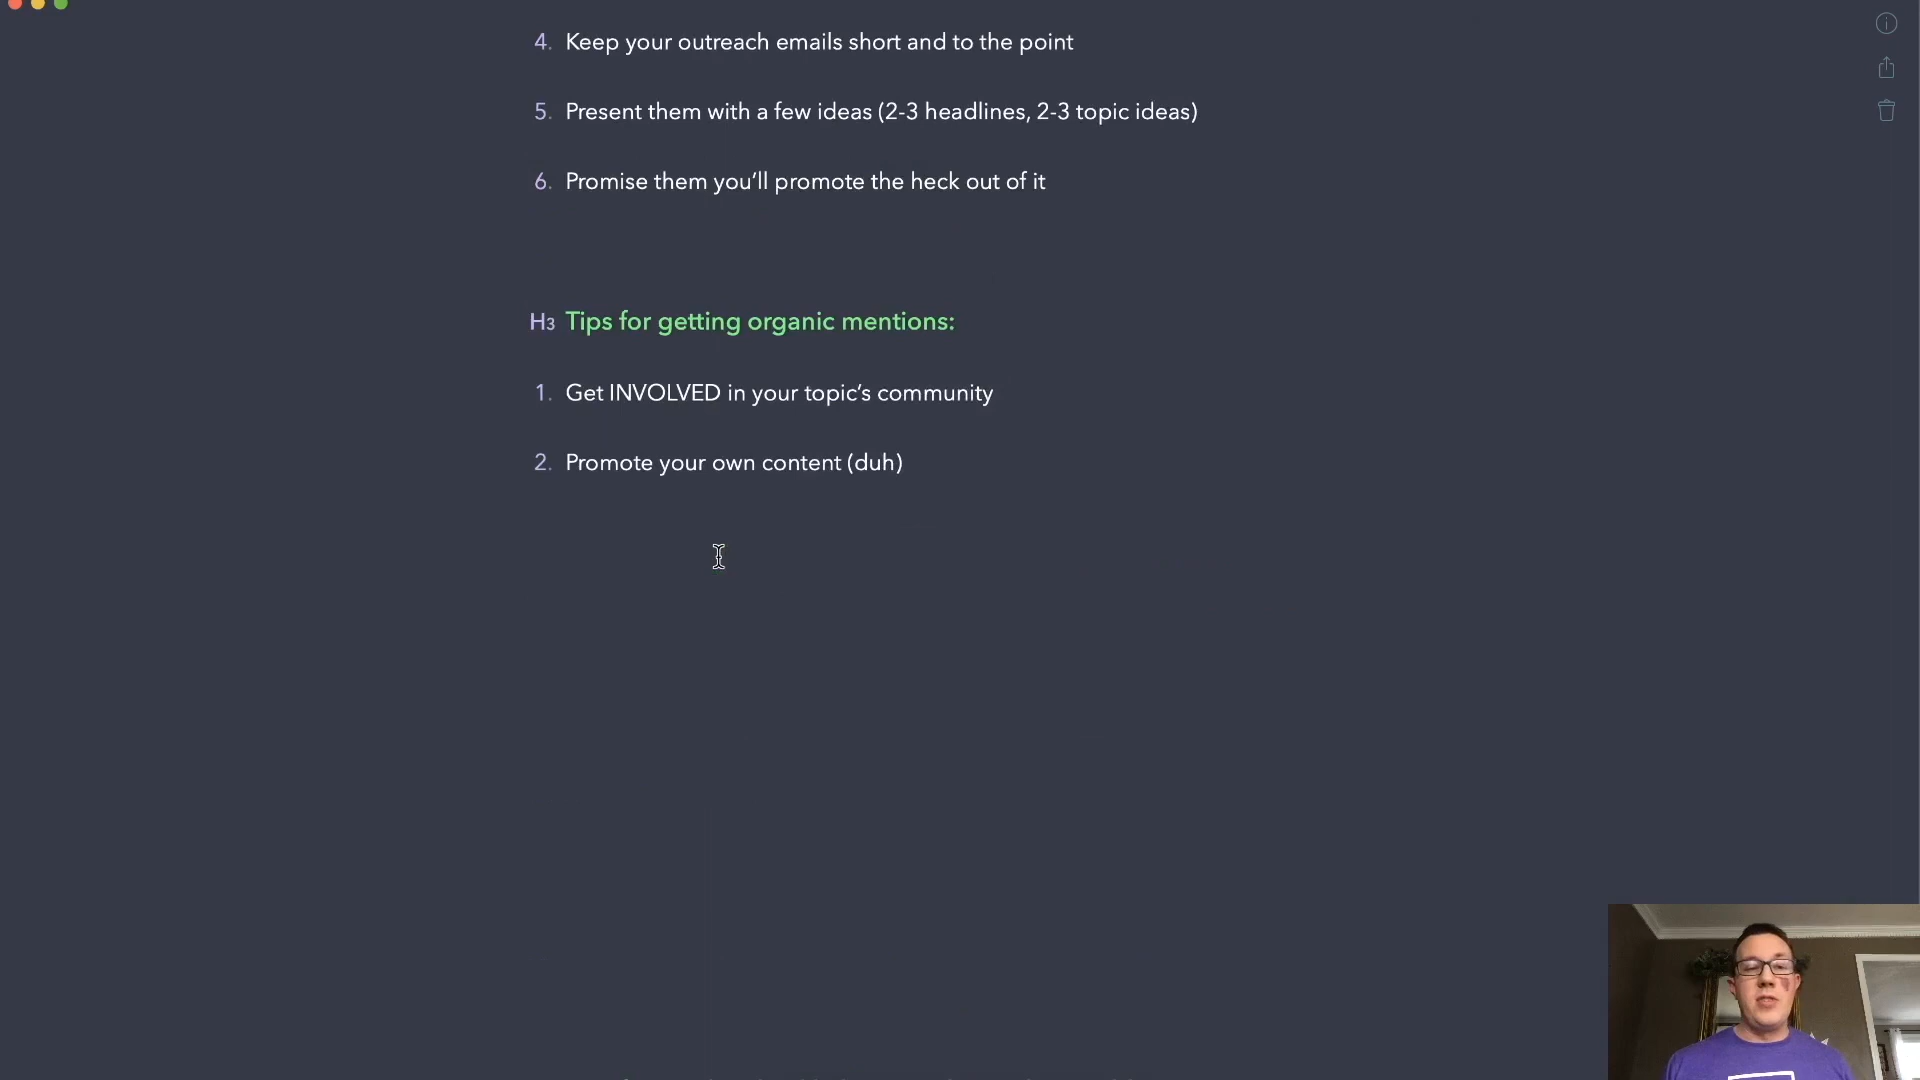 4. Keep your outreach emails short and to the point
5. Present them with a few ideas (2-3 headlines, 2-3 topic ideas)
6. Promise them you’ll promote the heck out of it
H3 Tips for getting organic mentions:
1. Get INVOLVED in your topic’s community
2. Promote your own content (duh)